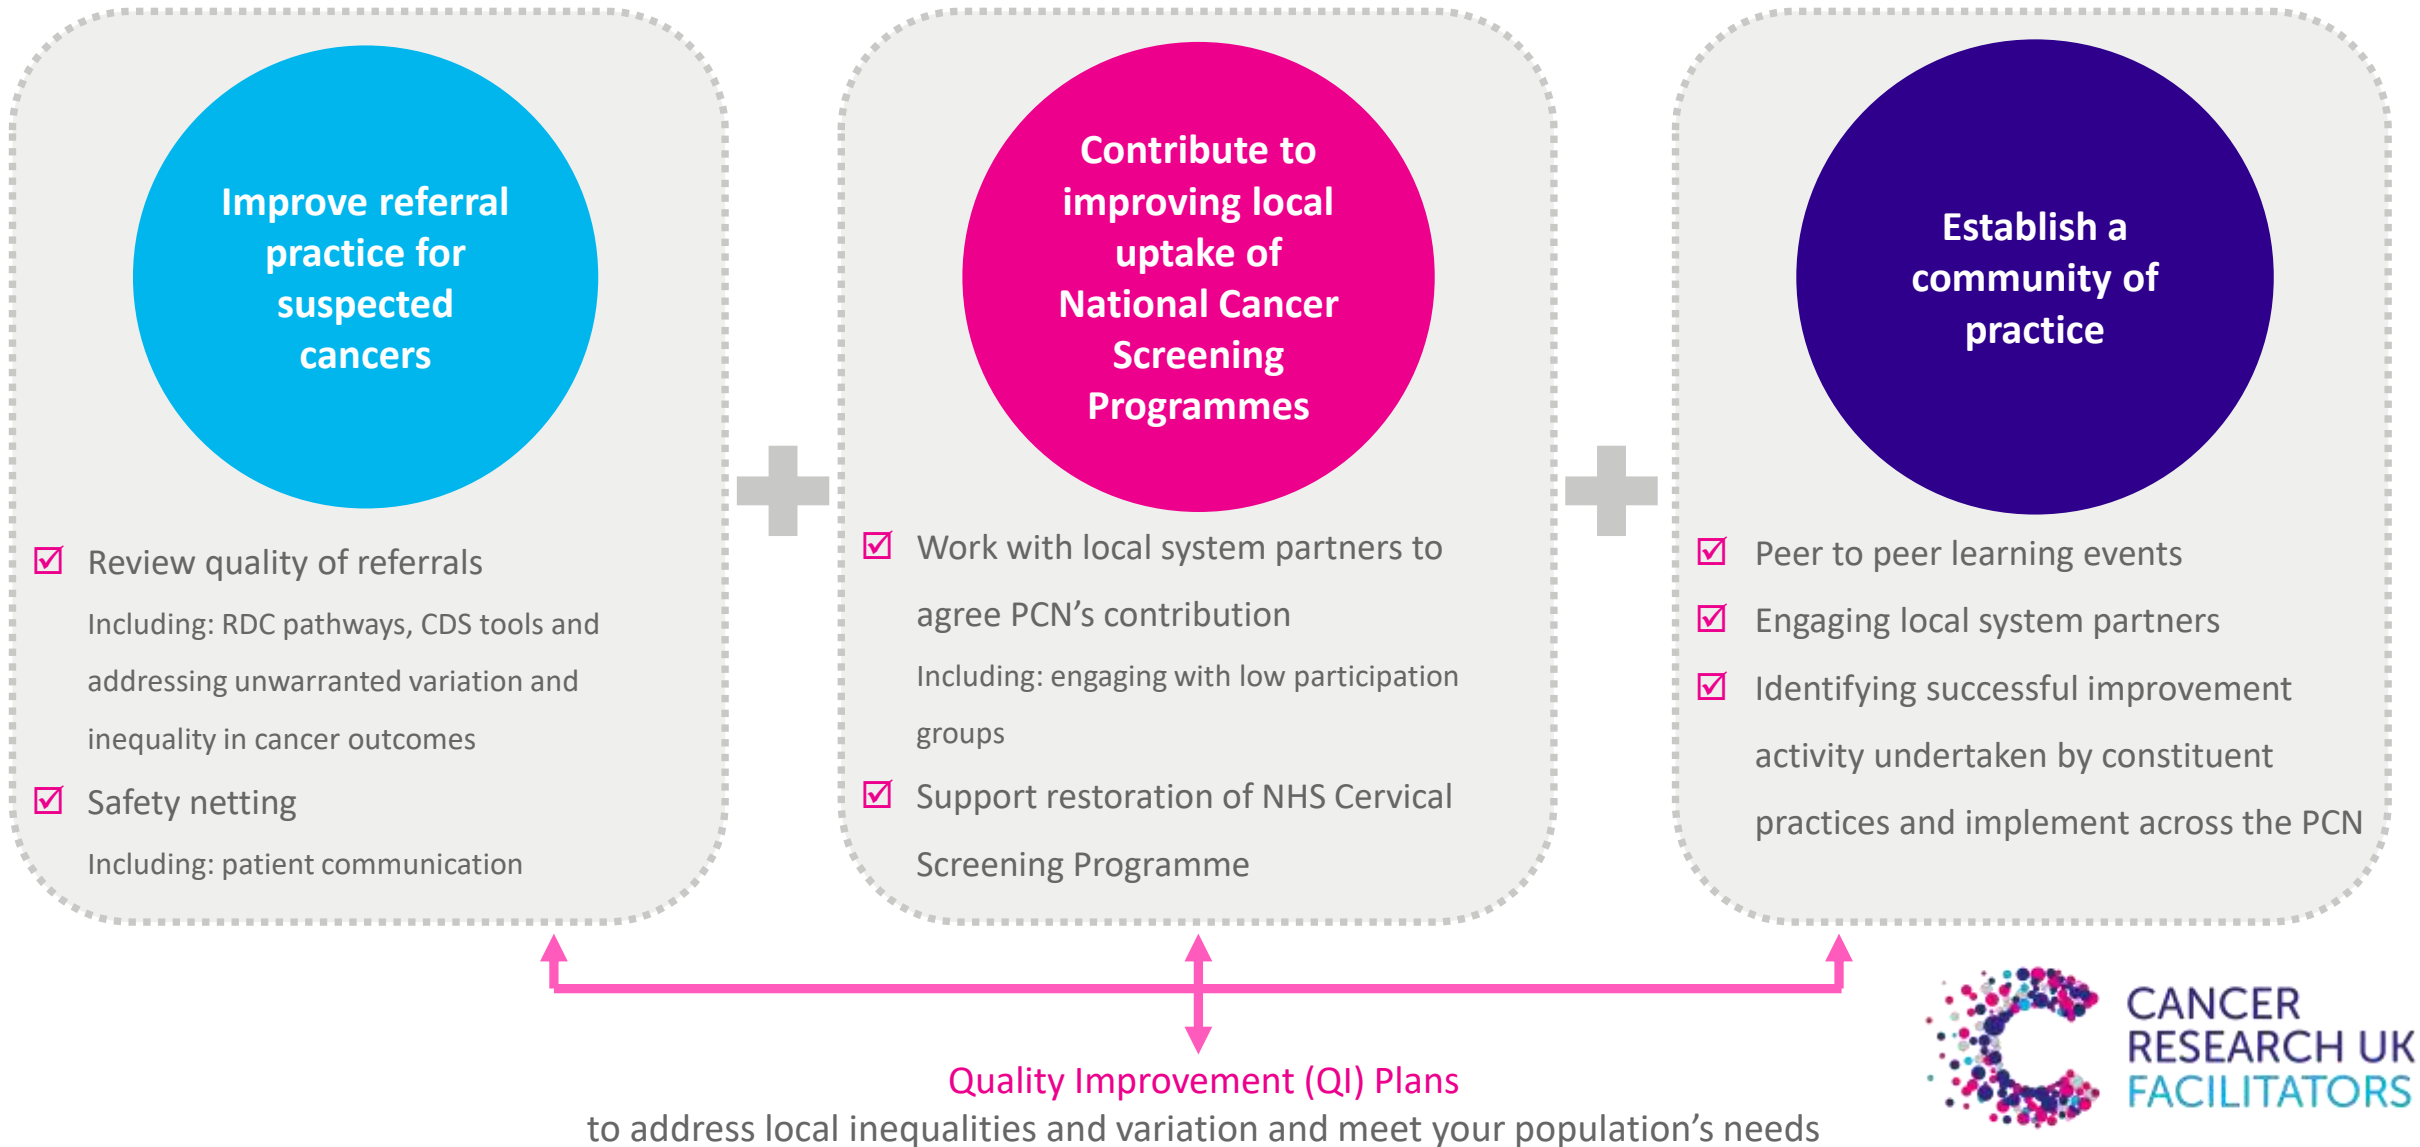 Improve referral
practice for
suspected
cancers
Review quality of referrals
Including: RDC pathways, CDS tools and
addressing unwarranted variation and
inequality in cancer outcomes
Safety netting
Including: patient communication
Contribute to
improving local
uptake of
National Cancer
Screening
Programmes
Work with local system partners to
agree PCN’s contribution
Including: engaging with low participation
groups
Support restoration of NHS Cervical
Screening Programme
Establish a
community of
practice
Peer to peer learning events
Engaging local system partners
Identifying successful improvement
activity undertaken by constituent
practices and implement across the PCN
Quality Improvement (QI) Plans
to address local inequalities and variation and meet your population’s needs
CANCER
RESEARCH UK
FACILITATORS